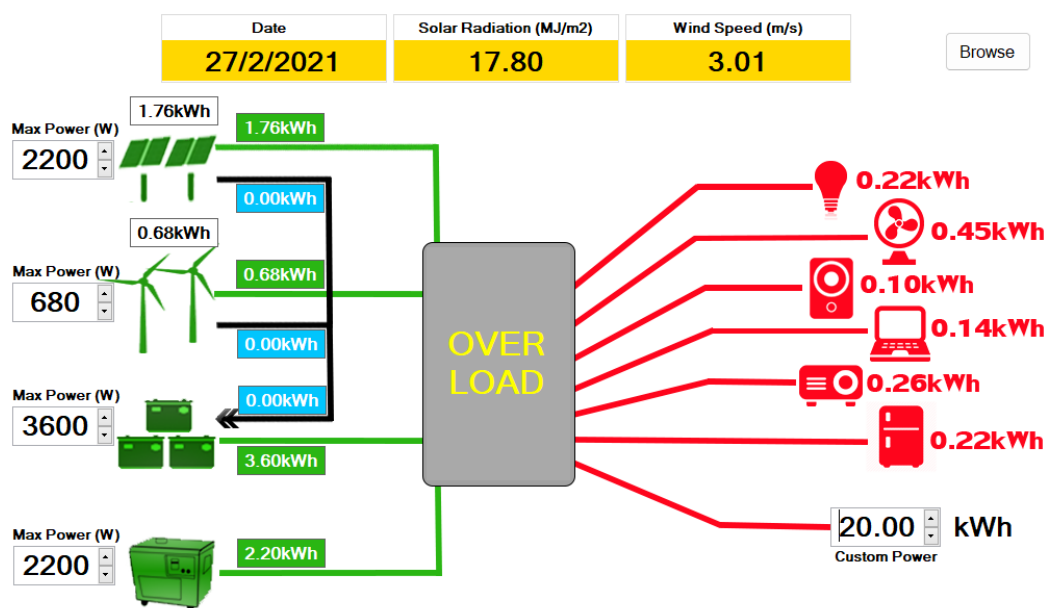 Date
27/2/2021
Solar Radiation (MJ/m2)
17.80
Wind Speed (m/s)
3.01
Browse
1.76kWh
Max Power (W)
2200
1.76kWh
0.00kWh
0.68kWh
Max Power (W)
680
0.68kWh
0.00kWh
Max Power (W)
3600
0.00kWh
3.60kWh
Max Power (W)
2200
2.20kWh
OVER
LOAD
0.22kWh
0.45kWh
0.10kWh
0.14kWh
0.26kWh
0.22kWh
20.00 kWh
Custom Power